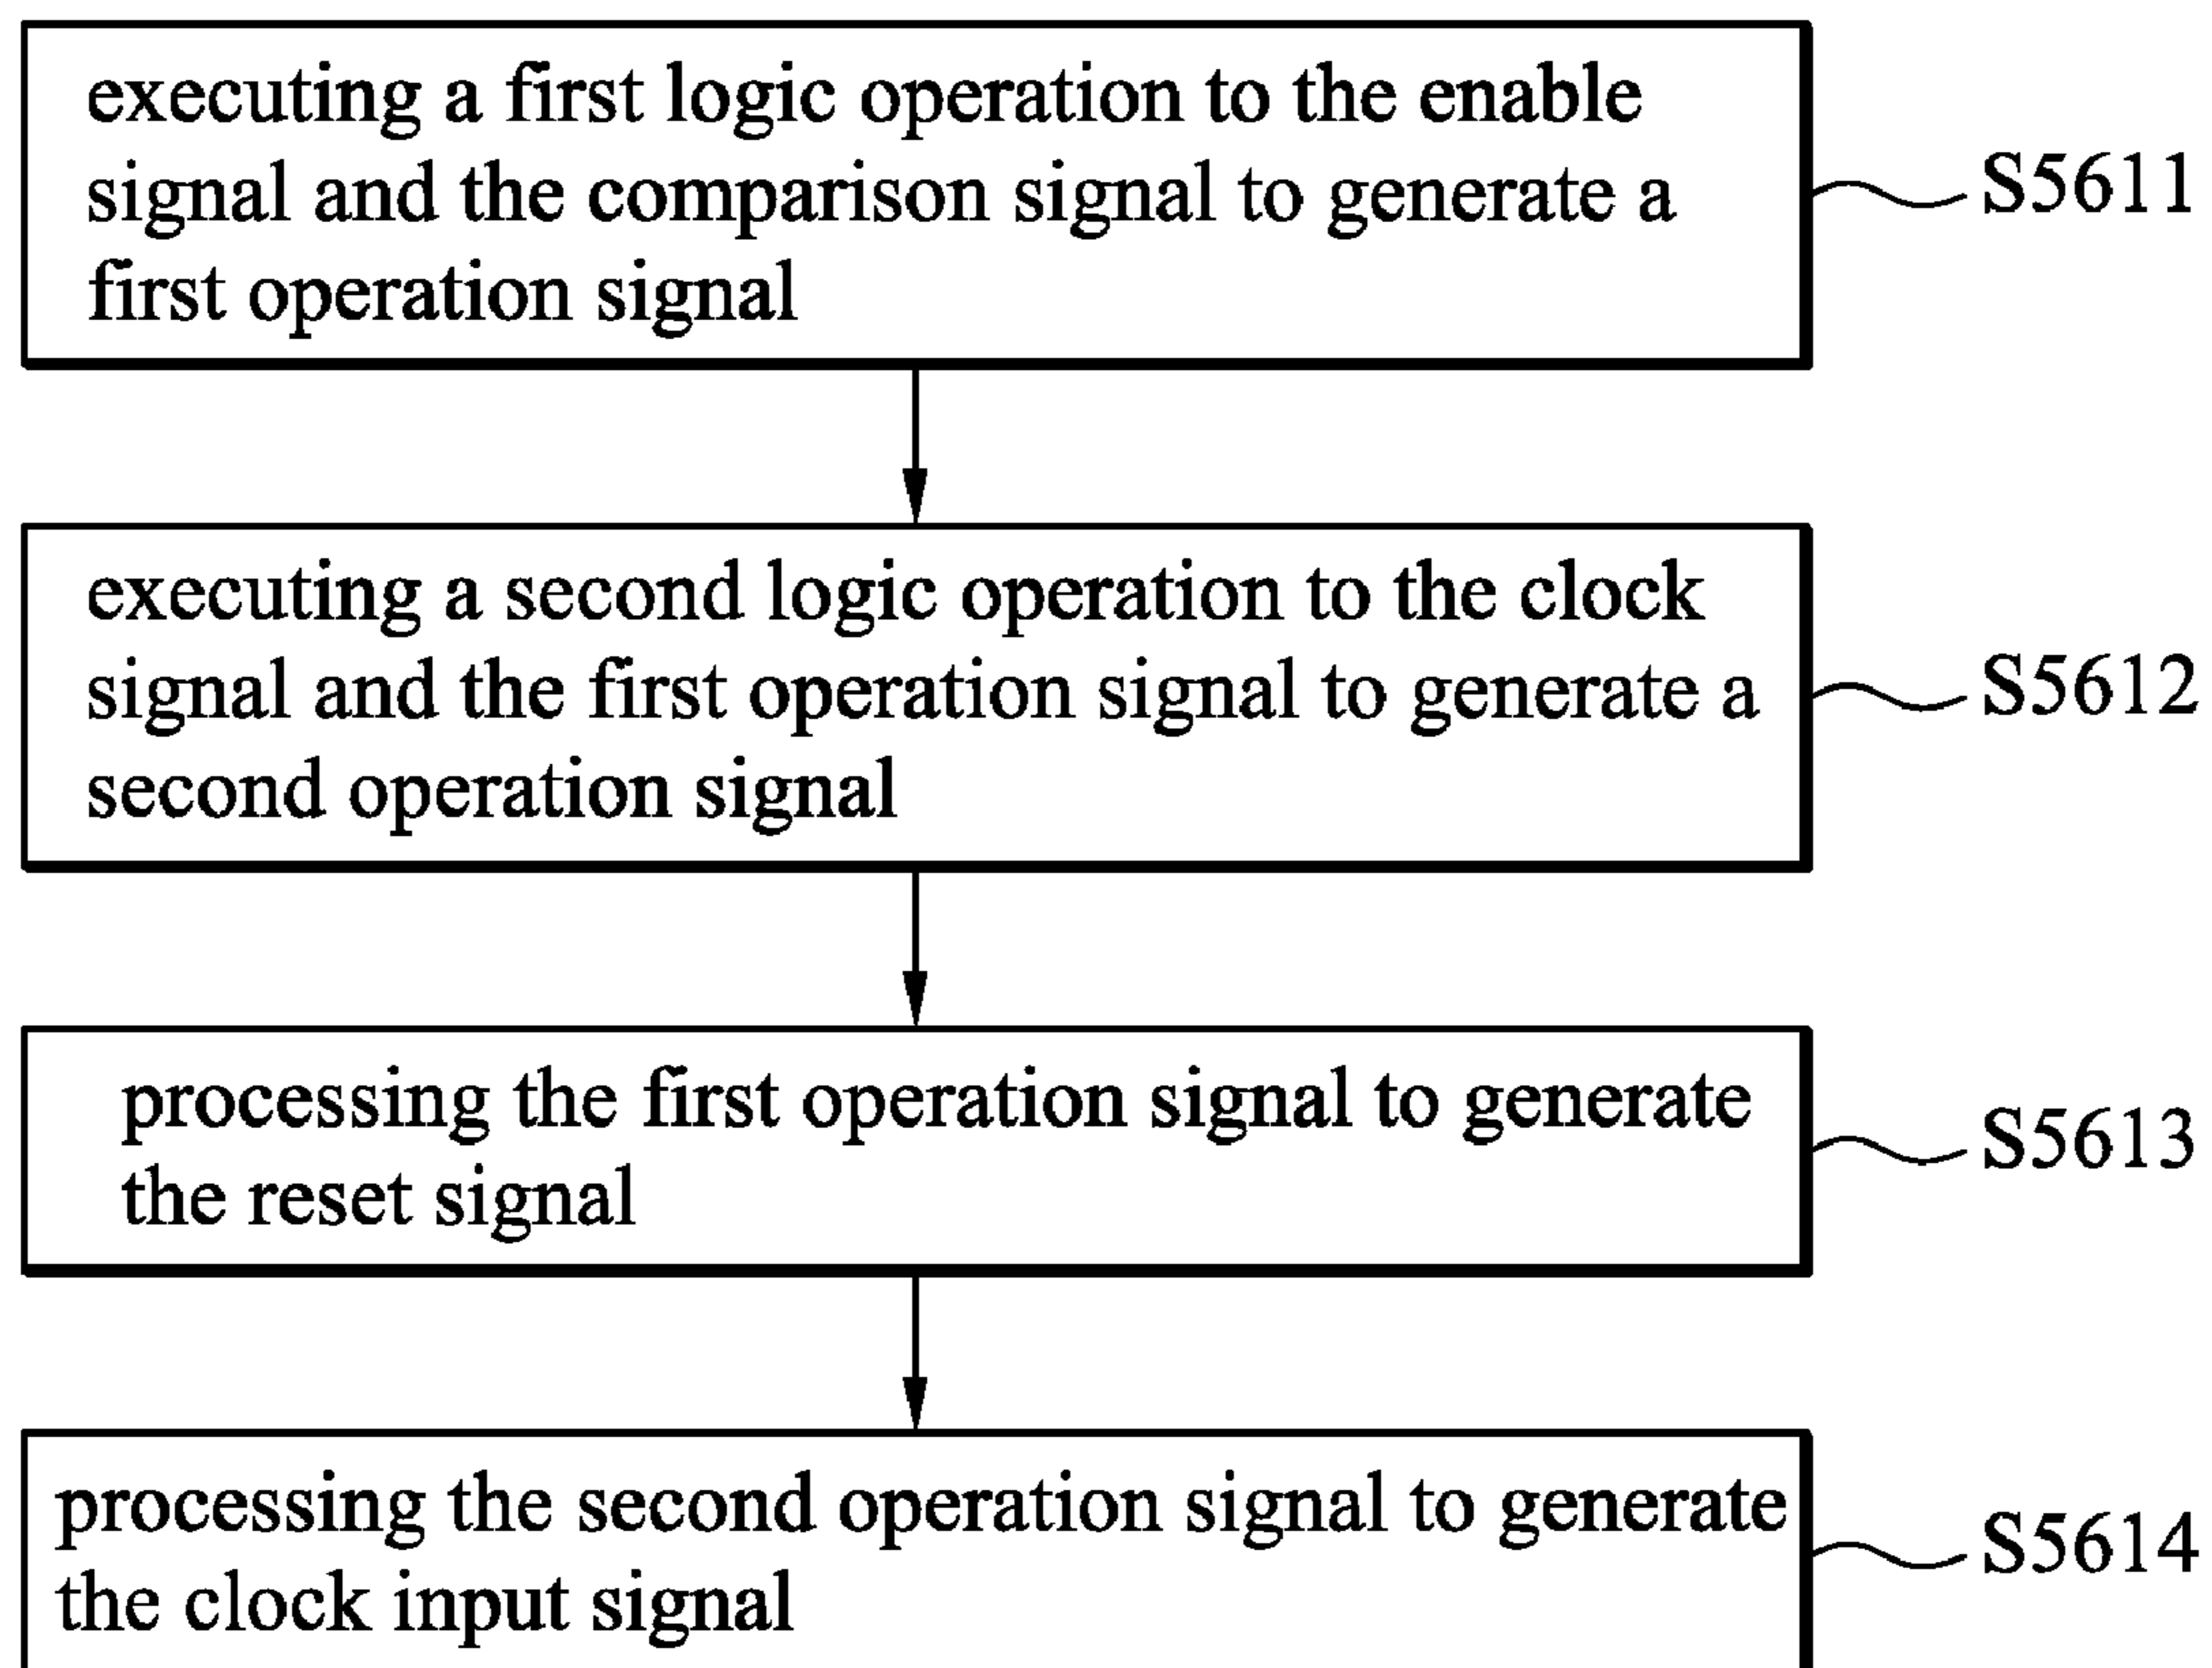 executing a first logic operation to the enable
signal and the comparison signal to generate a
first operation signal
S5611
executing a second logic operation to the clock
signal and the first operation signal to generate a
second operation signal
S5612
processing the first operation signal to generate
the reset signal
S5613
processing the second operation signal to generate
the clock input signal
S5614